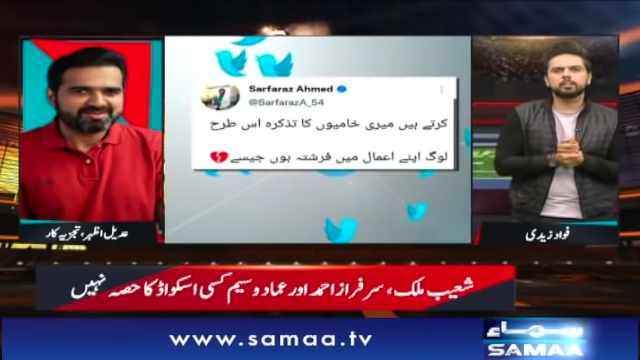 Sarfaraz Ahmed
@SarfarazA_54
کرتے ہیں میری خامیوں کا تذکرہ اس طرح
لوگ اپنے اعمال میں فرشتہ ہوں جیسے💔
عدیل اظہر، تجزیہ کار
فواد زیدی
شعیب ملک، سرفراز احمد اور عماد وسیم کسی اسکواڈ کا حصہ نہیں
www.samaa.tv
سماء
SAMAA